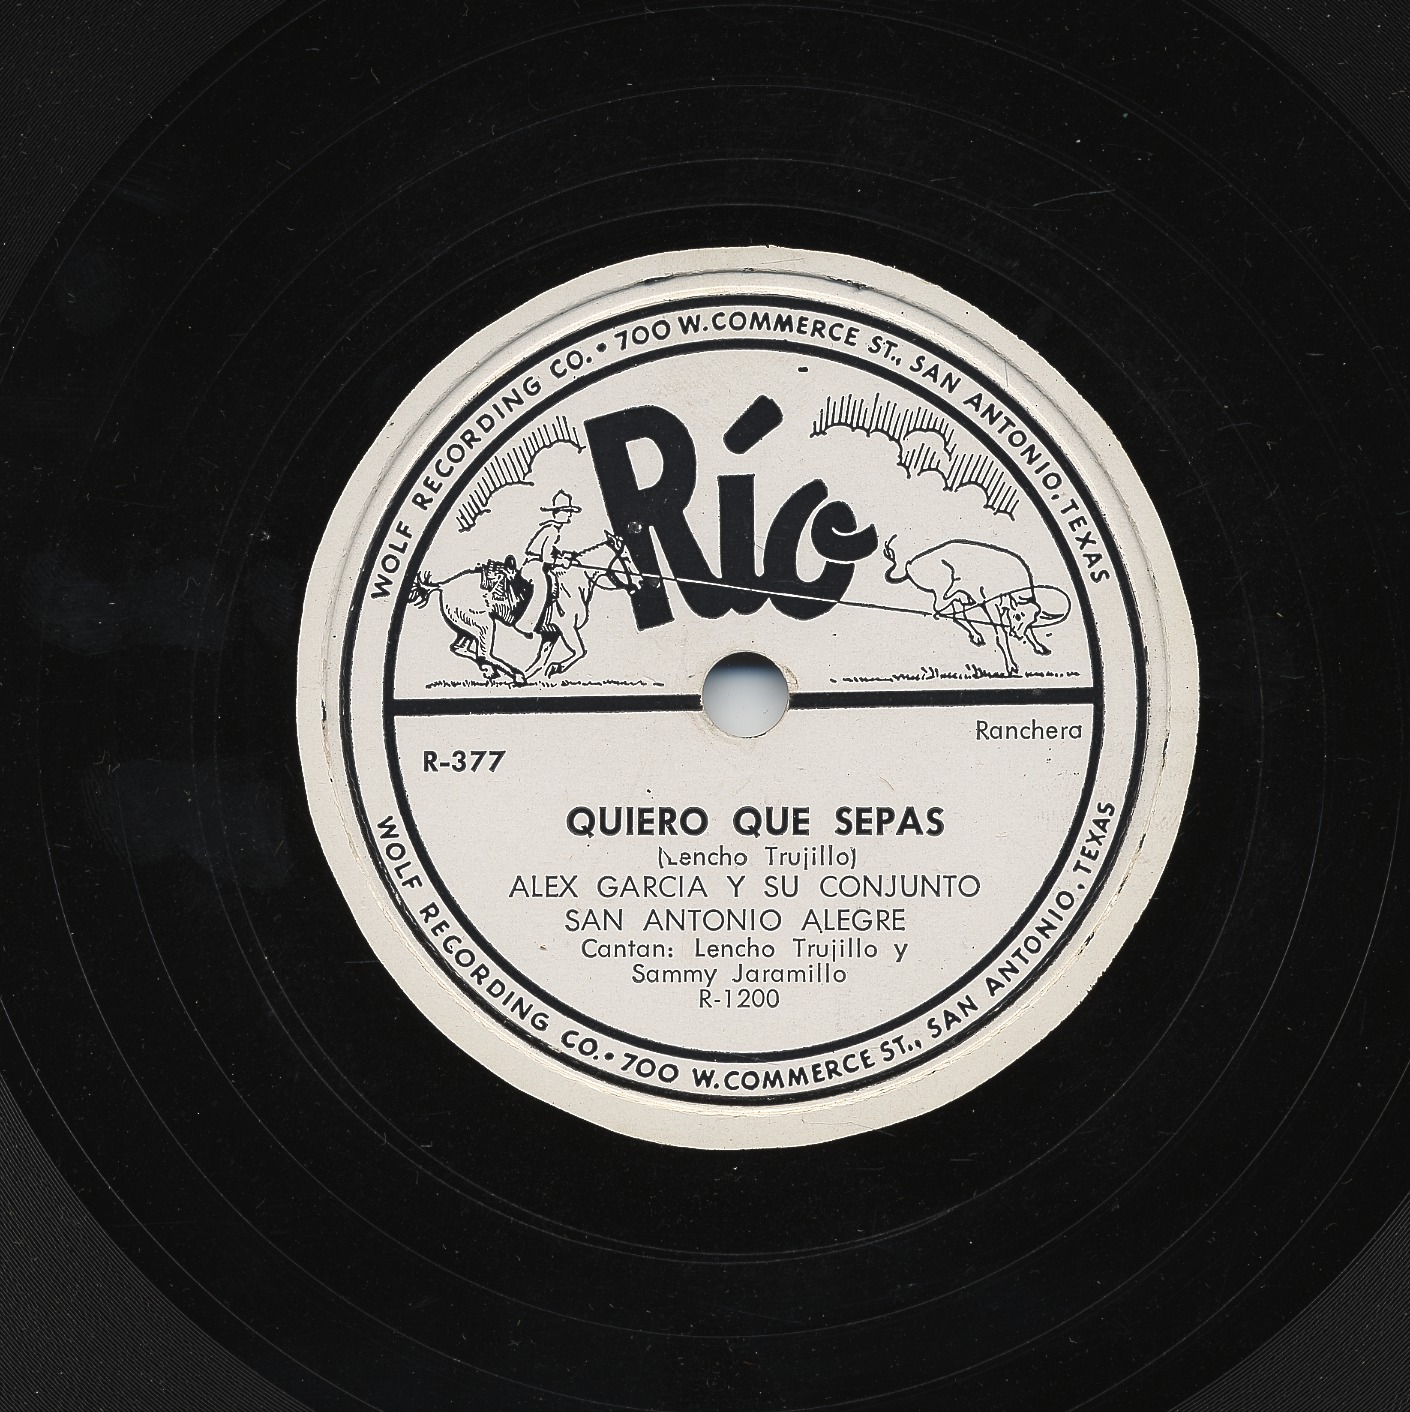 WOLF RECORDING CO. • 700 W. COMMERCE ST., SAN ANTONIO, TEXAS
Río
Ranchera
R-377
QUIERO QUE SEPAS
(Lencho Trujillo)
ALEX GARCIA Y SU CONJUNTO
SAN ANTONIO ALEGRE
Cantan: Lencho Trujillo y
Sammy Jaramillo
R-1200
WOLF RECORDING CO. • 700 W. COMMERCE ST., SAN ANTONIO, TEXAS